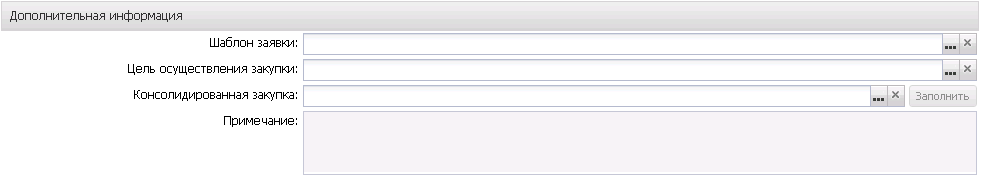 Дополнительная информация
Шаблон заявки:
Цель осуществления закупки:
Консолидированная закупка: Заполнить
Примечание: